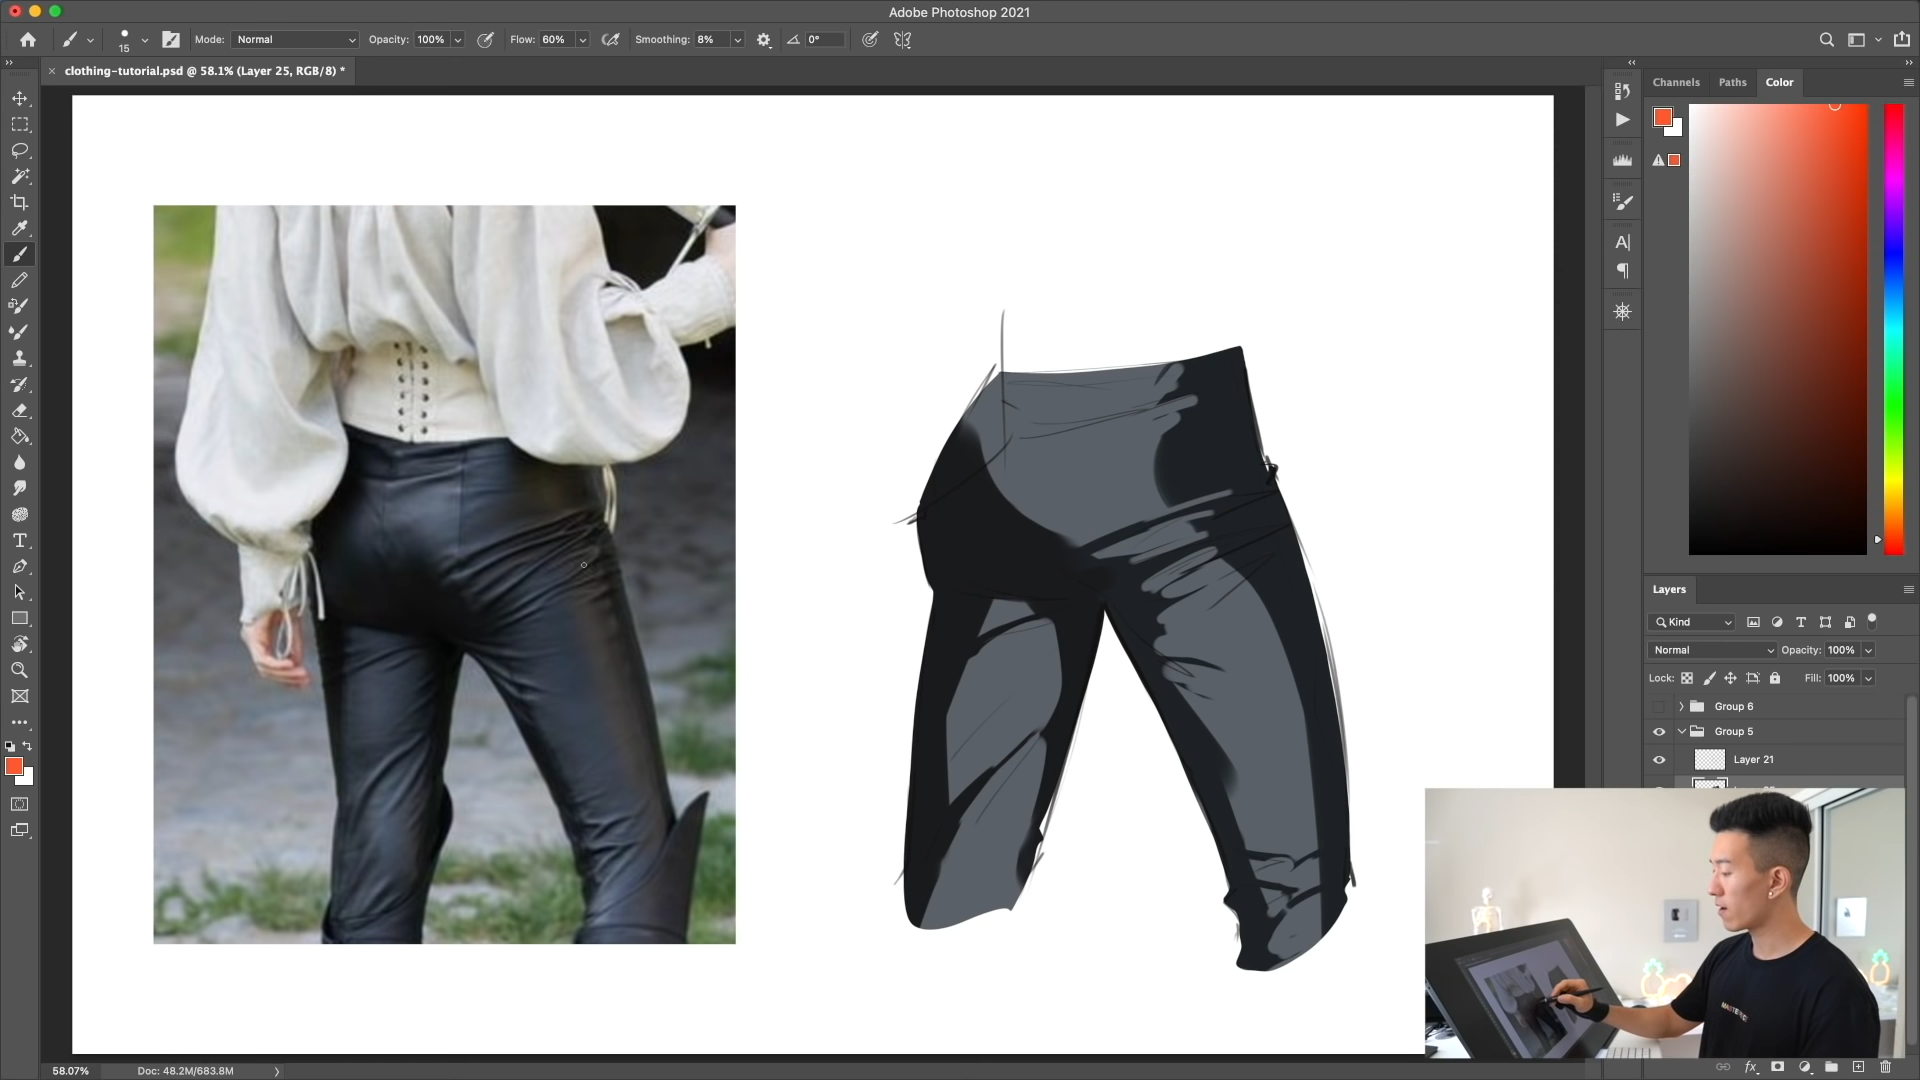 Adobe Photoshop 2021
15
Mode: Normal
Opacity: 100%
Flow: 60%
Smoothing: 8%
0°
clothing-tutorial.psd @ 58.1% (Layer 25, RGB/8) *
Channels
Paths
Color
Layers
Kind
Normal
Opacity: 100%
Lock:
Fill: 100%
Group 6
Group 5
Layer 21
58.07%
Doc: 48.2M/683.8M